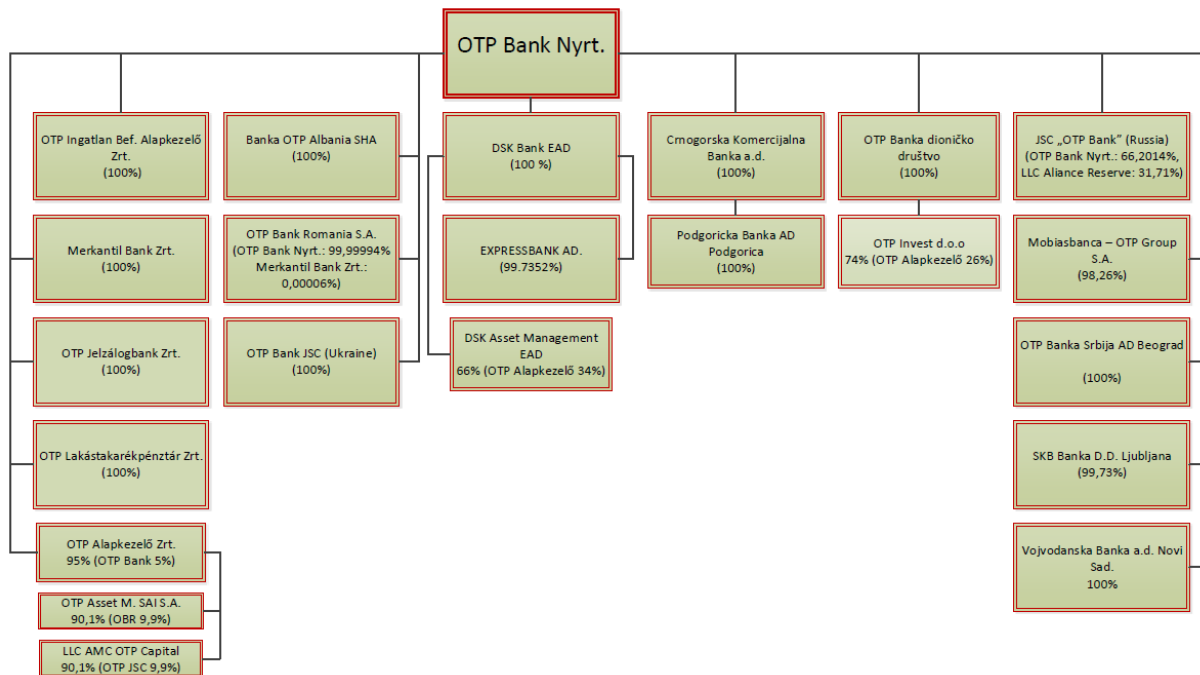 OTP Bank Nyrt.
OTP Ingatlan Bef. Alapkezelő
Zrt.
(100%)
Merkantil Bank Zrt.
(100%)
OTP Jelzálogbank Zrt.
(100%)
OTP Lakástakarékpénztár Zrt.
(100%)
OTP Alapkezelő Zrt.
95% (OTP Bank 5%)
OTP Asset M. SAI S.A.
90,1% (OBR 9,9%)
LLC AMC OTP Capital
90,1% (OTP JSC 9,9%)
Banka OTP Albania SHA
(100%)
OTP Bank Romania S.A.
(OTP Bank Nyrt.: 99,99994%
Merkantil Bank Zrt.:
0,00006%)
OTP Bank JSC (Ukraine)
(100%)
DSK Bank EAD
(100 %)
EXPRESSBANK AD.
(99.7352%)
DSK Asset Management
EAD
66% (OTP Alapkezelő 34%)
Crnogorska Komercijalna
Banka a.d.
(100%)
Podgoricka Banka AD
Podgorica
(100%)
OTP Banka dioničko
društvo
(100%)
OTP Invest d.o.o
74% (OTP Alapkezelő 26%)
JSC „OTP Bank” (Russia)
(OTP Bank Nyrt.: 66,2014%,
LLC Aliance Reserve: 31,71%)
Mobiasbanca – OTP Group
S.A.
(98,26%)
OTP Banka Srbija AD Beograd
(100%)
SKB Banka D.D. Ljubljana
(99,73%)
Vojvodanska Banka a.d. Novi
Sad.
100%